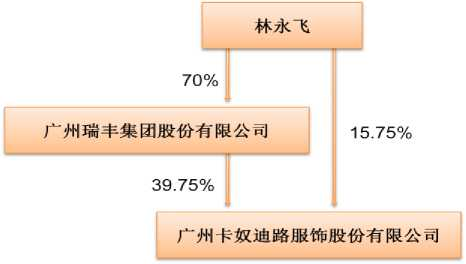 林永飞
70%
广州瑞丰集团股份有限公司
15.75%
39.75%
广州卡奴迪路服饰股份有限公司